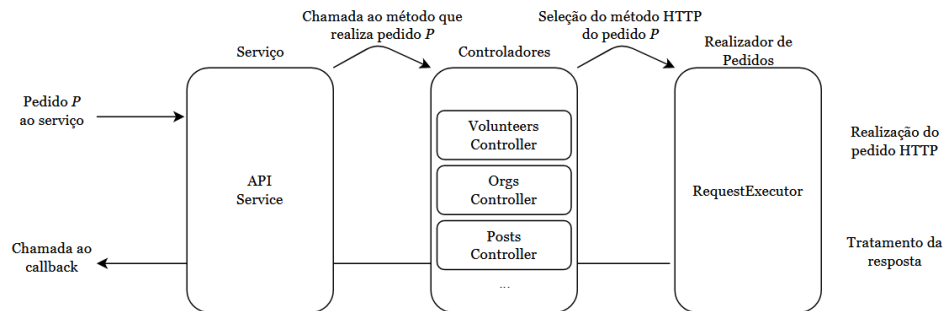 Chamada ao método que
realiza pedido P
Seleção do método HTTP
do pedido P
Serviço
Controladores
Realizador de
Pedidos
Pedido P
ao serviço
Volunteers
Controller
Realização do
pedido HTTP
API
Service
Orgs
Controller
RequestExecutor
Posts
Controller
Chamada ao
callback
Tratamento da
resposta
...